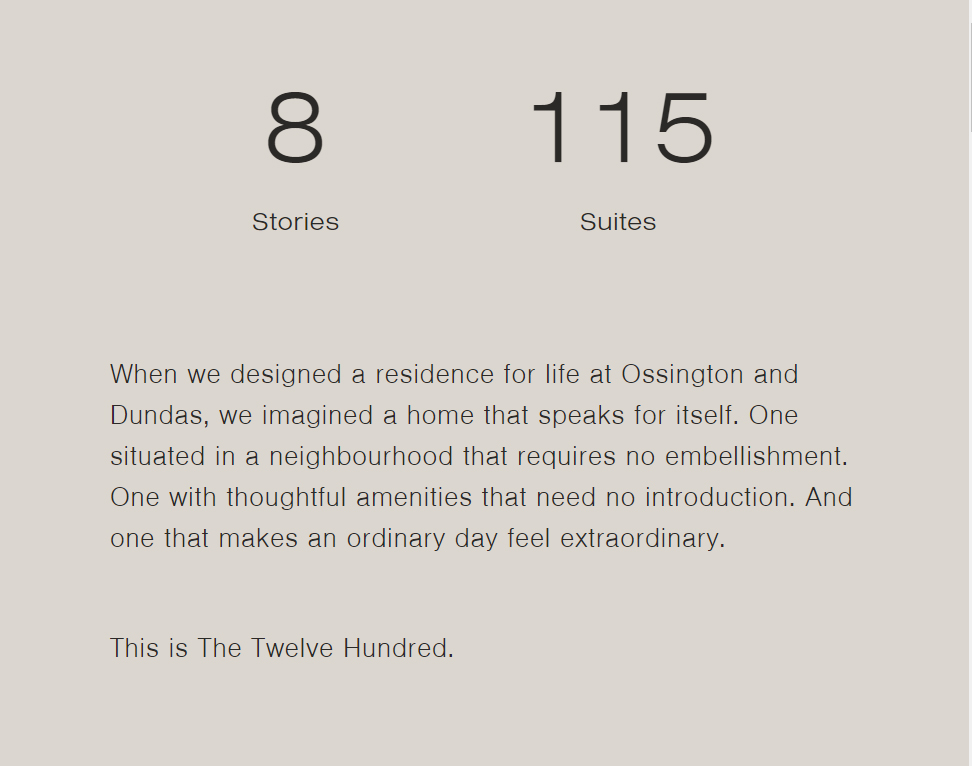 8 115
Stories Suites
When we designed a residence for life at Ossington and
Dundas, we imagined a home that speaks for itself. One
situated in a neighbourhood that requires no embellishment.
One with thoughtful amenities that need no introduction. And
one that makes an ordinary day feel extraordinary.
This is The Twelve Hundred.